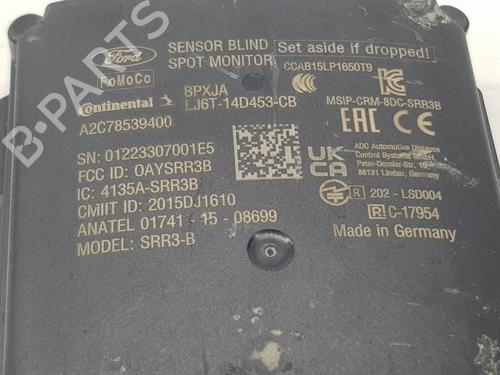 Ford
SENSOR BLIND
SPOT MONITOR
Set aside if dropped!
FoMoCo
CCAB15LP1650T9
Continental
BPXJA
LJ6T-14D453-CB
MSIP-CRM-8DC-SRR3B
A2C78539400
EAC CE
SN: 01223307001E5
FCC ID: OAYSRR3B
IC: 4135A-SRR3B
CMIIT ID: 2015DJ1610
ANATEL 01741 - 15 - 08699
MODEL: SRR3-B
UK
CA
ADC Automotive Distance
Control Systems GmbH
Peter-Dornier-Str. 10
88131 Lindau, Germany
R 202 - LSD004
R C-17954
Made in Germany
B-PARTS